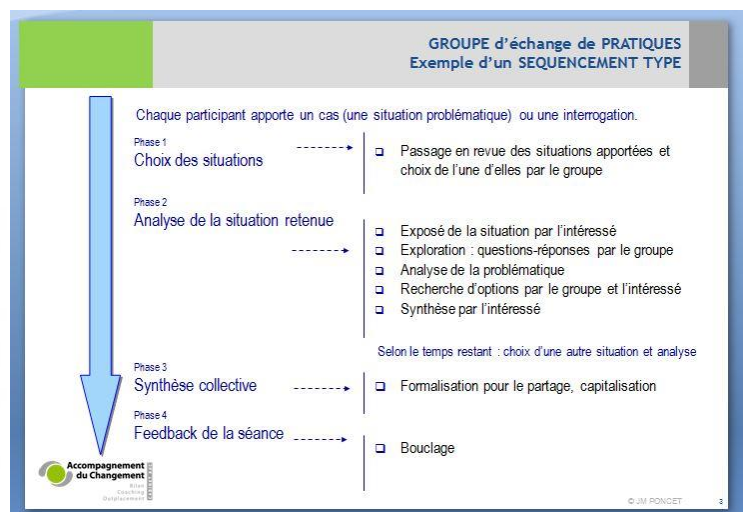 GROUPE d'échange de PRATIQUES
Exemple d'un SEQUENCEMENT TYPE
Chaque participant apporte un cas (une situation problématique) ou une interrogation.
Phase 1
Choix des situations
Passage en revue des situations apportées et
choix de l'une d'elles par le groupe
Phase 2
Analyse de la situation retenue
Exposé de la situation par l'intéressé
Exploration : questions-réponses par le groupe
Analyse de la problématique
Recherche d'options par le groupe et l'intéressé
Synthèse par l'intéressé
Selon le temps restant : choix d'une autre situation et analyse
Phase 3
Synthèse collective
Formalisation pour le partage, capitalisation
Phase 4
Feedback de la séance
Bouclage
Accompagnement
du Changement
Bilan
Coaching
Outplacement
© JM PONCET
3